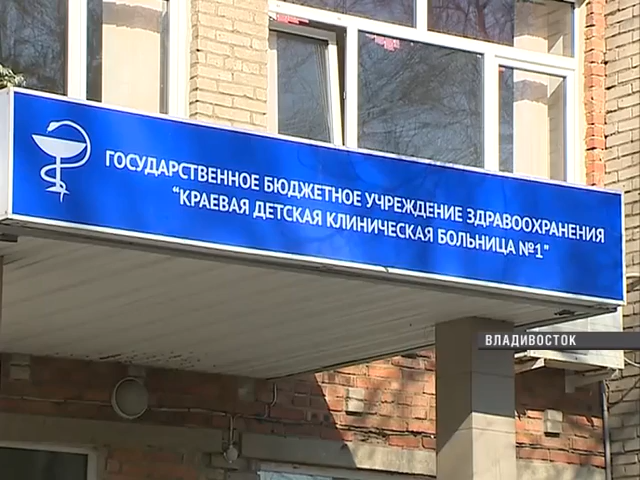 ГОСУДАРСТВЕННОЕ БЮДЖЕТНОЕ УЧРЕЖДЕНИЕ ЗДРАВООХРАНЕНИЯ
"КРАЕВАЯ ДЕТСКАЯ КЛИНИЧЕСКАЯ БОЛЬНИЦА №1"
ВЛАДИВОСТОК